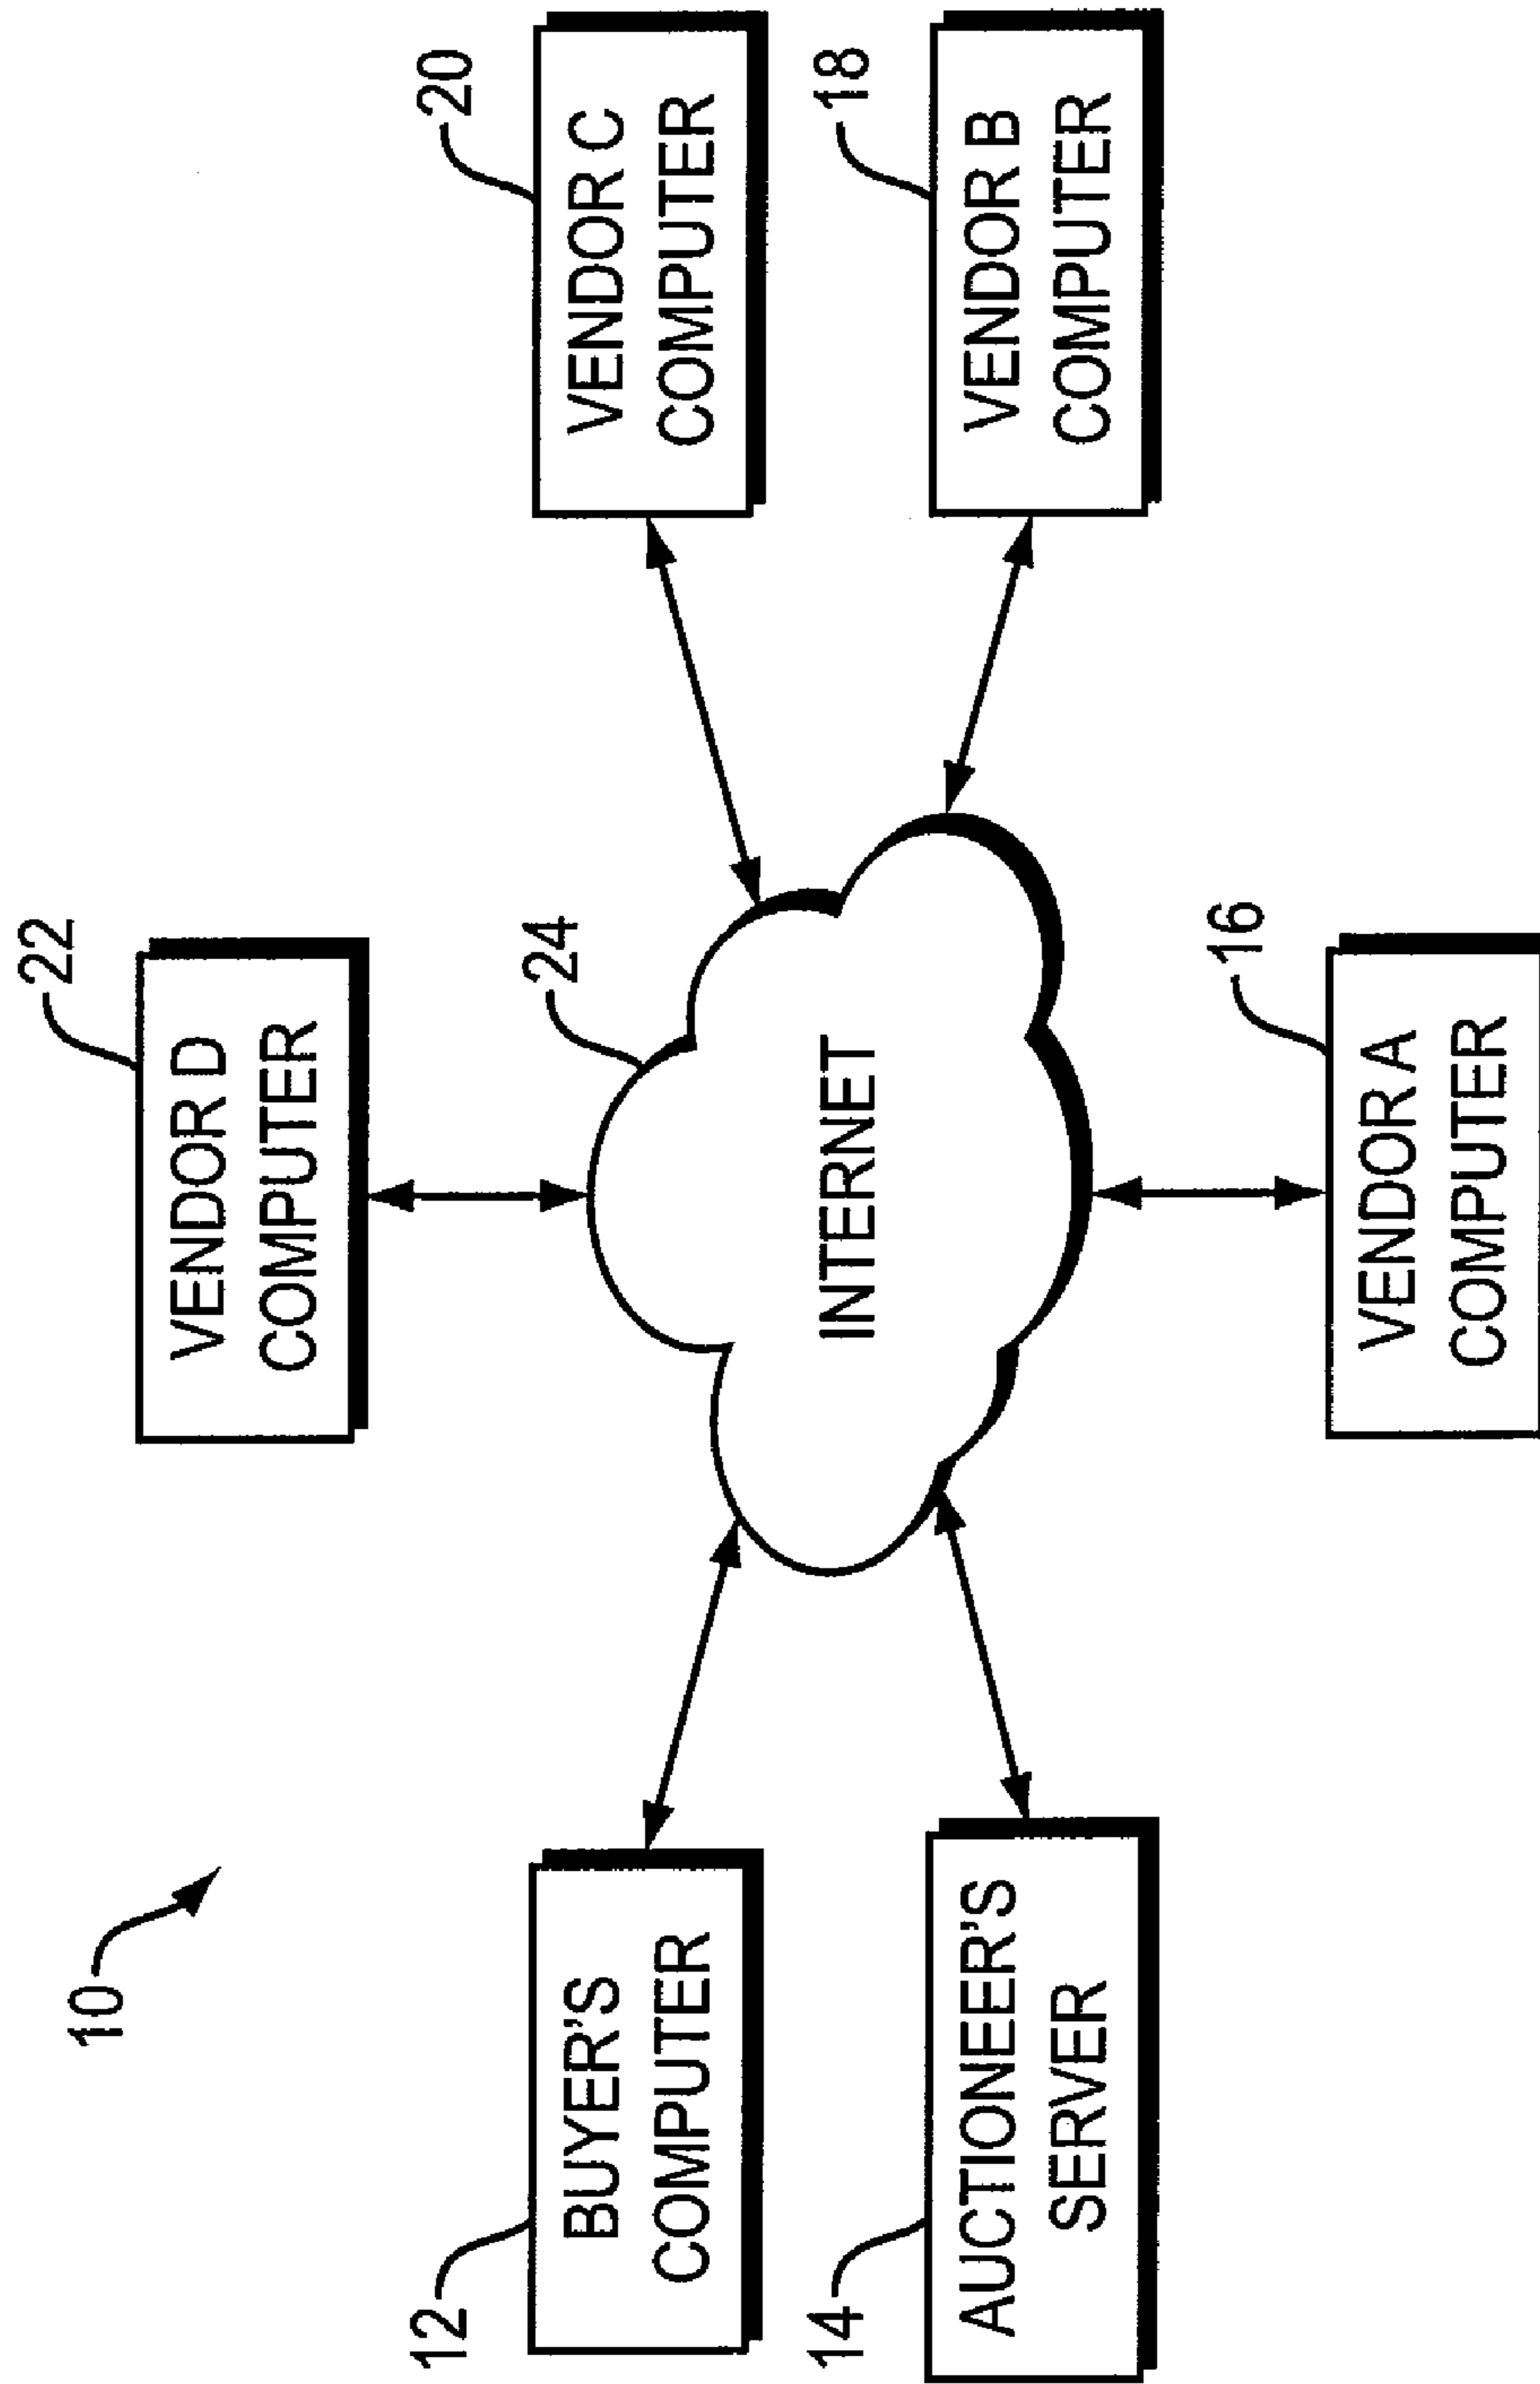 10
22
VENDOR D
COMPUTER
12
BUYER'S
COMPUTER
24
20
VENDOR C
COMPUTER
INTERNET
14
AUCTIONEER'S
SERVER
18
VENDOR B
COMPUTER
16
VENDOR A
COMPUTER